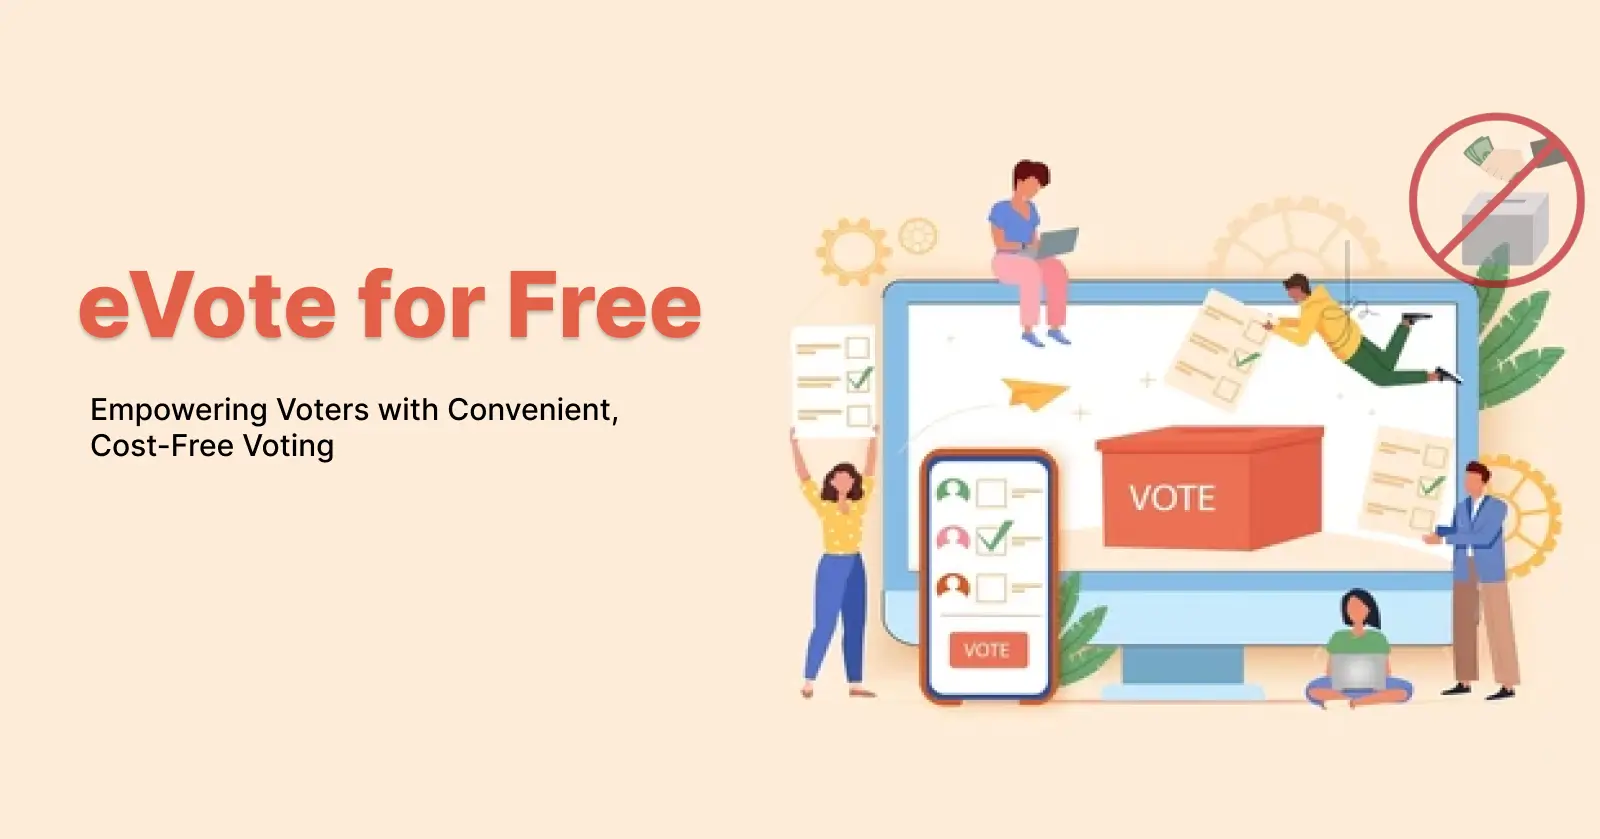 eVote for Free
Empowering Voters with Convenient,
Cost-Free Voting
VOTE
VOTE